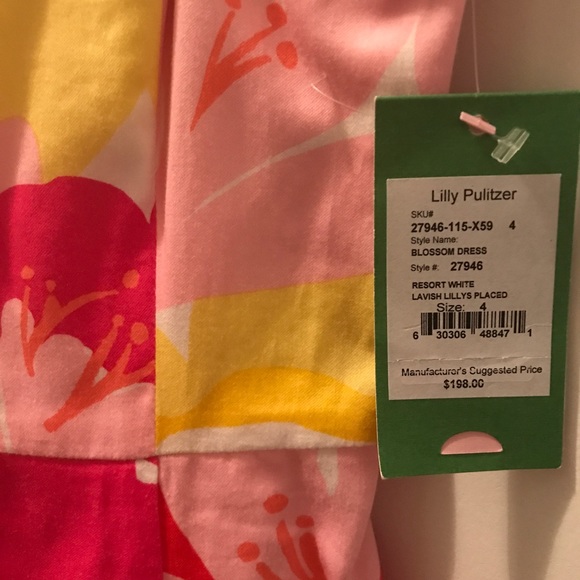 Lilly Pulitzer
SKU#
27946-115-X59 4
Style Name:
BLOSSOM DRESS
Style #: 27946
RESORT WHITE
LAVISH LILLYS PLACED
Size: 4
6 30306 48847 1
Manufacturer's Suggested Price
$198.00